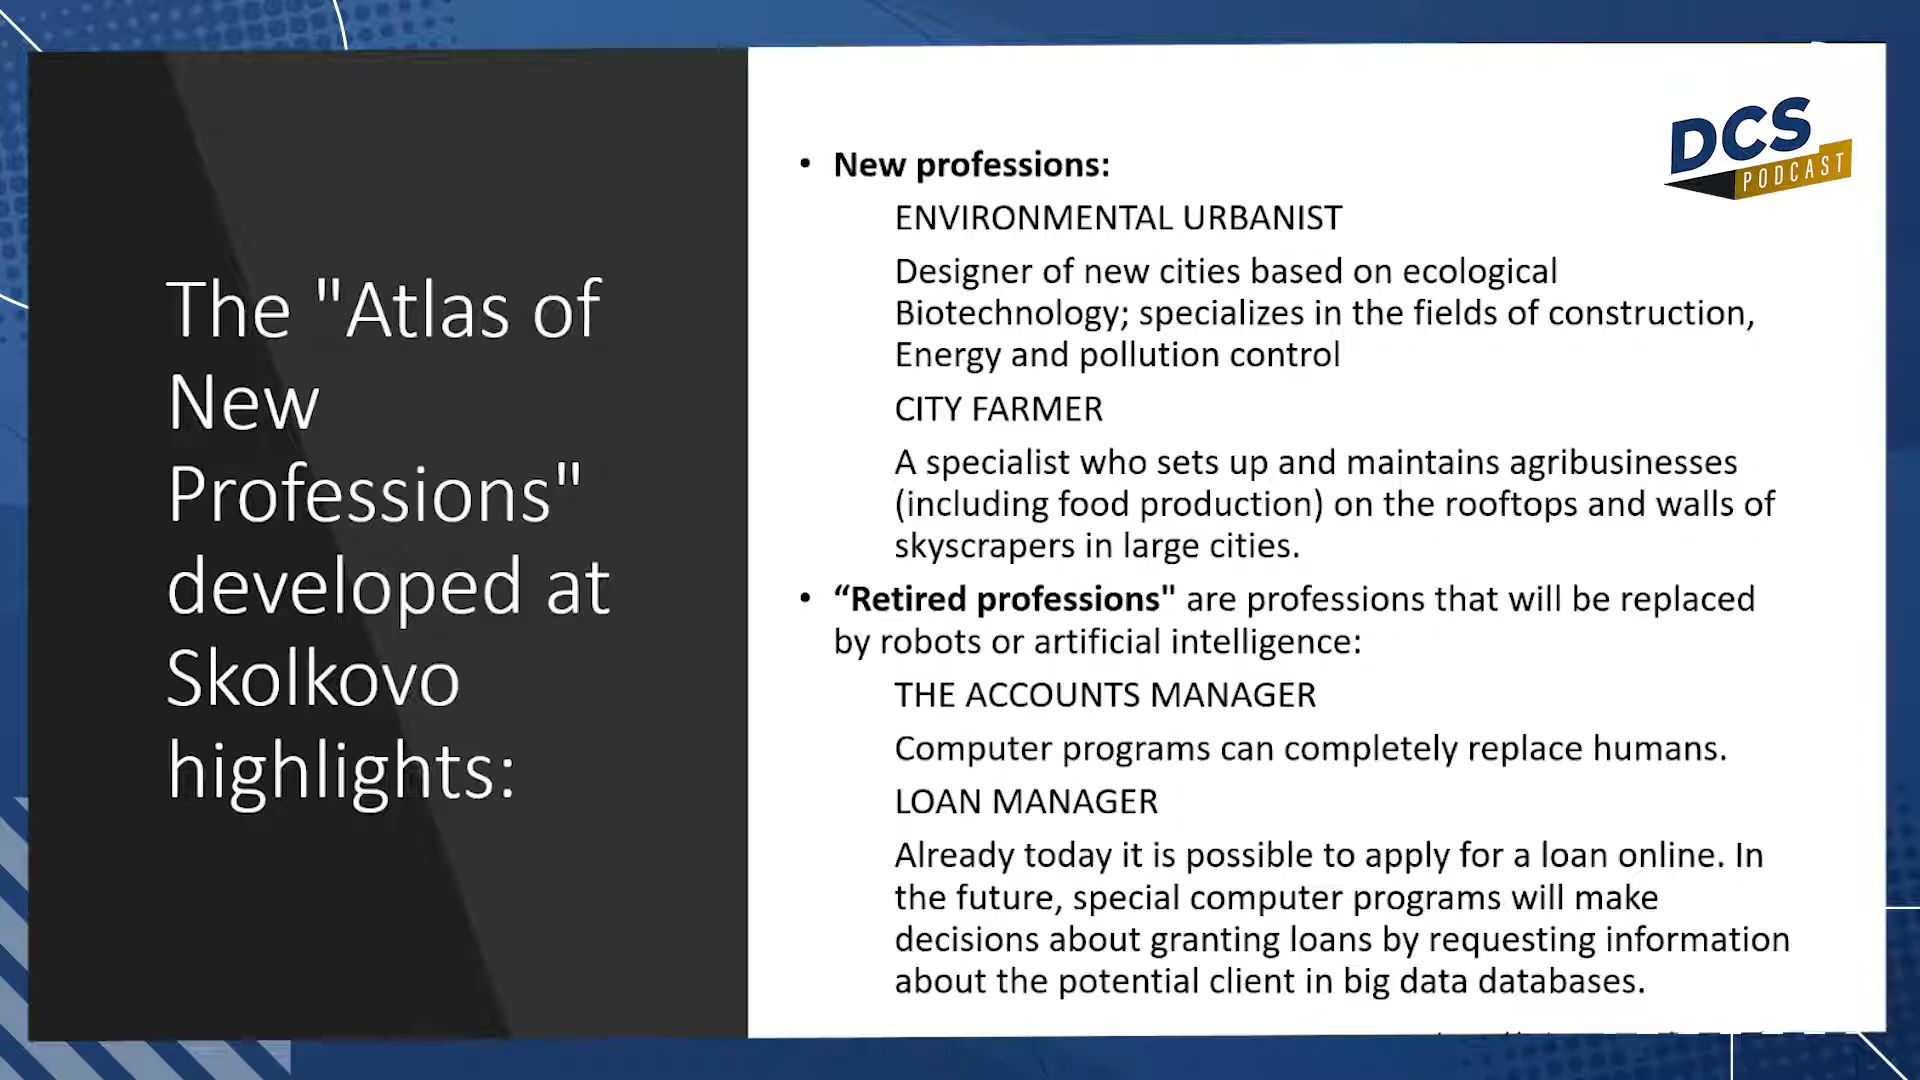 The "Atlas of
New
Professions"
developed at
Skolkovo
highlights:
DCS
PODCAST
• New professions:
ENVIRONMENTAL URBANIST
Designer of new cities based on ecological
Biotechnology; specializes in the fields of construction,
Energy and pollution control
CITY FARMER
A specialist who sets up and maintains agribusinesses
(including food production) on the rooftops and walls of
skyscrapers in large cities.
• “Retired professions" are professions that will be replaced
by robots or artificial intelligence:
THE ACCOUNTS MANAGER
Computer programs can completely replace humans.
LOAN MANAGER
Already today it is possible to apply for a loan online. In
the future, special computer programs will make
decisions about granting loans by requesting information
about the potential client in big data databases.